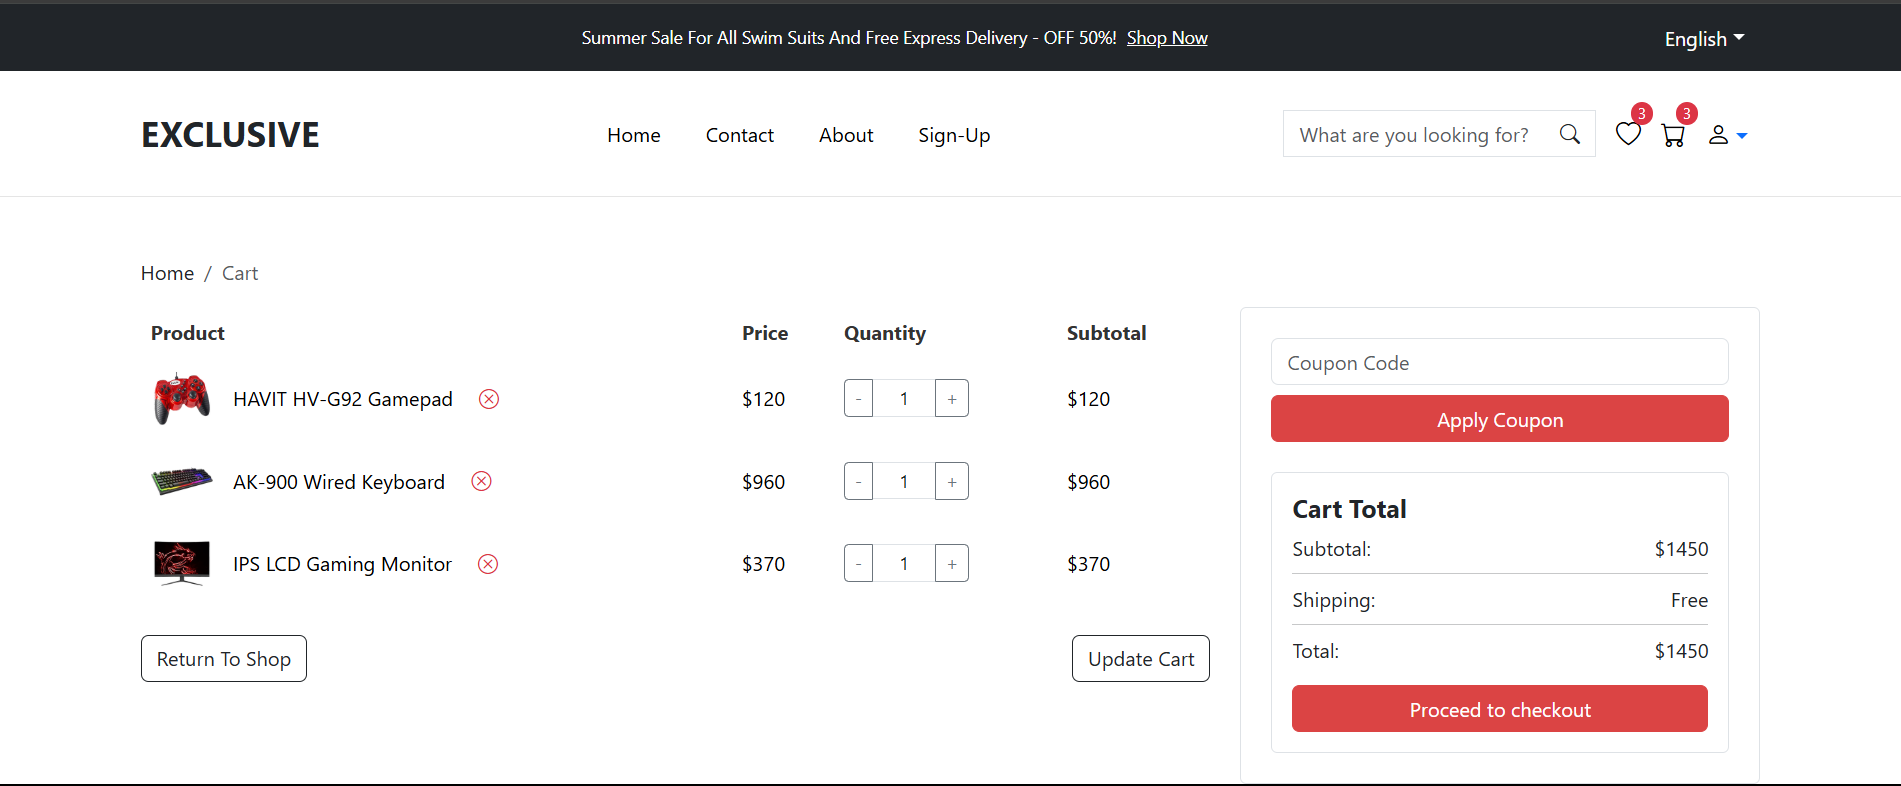 Summer Sale For All Swim Suits And Free Express Delivery - OFF 50%! Shop Now
English
EXCLUSIVE
Home
Contact
About
Sign-Up
What are you looking for?
3
3
Home / Cart
Product Price Quantity Subtotal
HAVIT HV-G92 Gamepad $120 - 1 + $120
AK-900 Wired Keyboard $960 - 1 + $960
IPS LCD Gaming Monitor $370 - 1 + $370
Return To Shop
Update Cart
Coupon Code
Apply Coupon
Cart Total
Subtotal: $1450
Shipping: Free
Total: $1450
Proceed to checkout